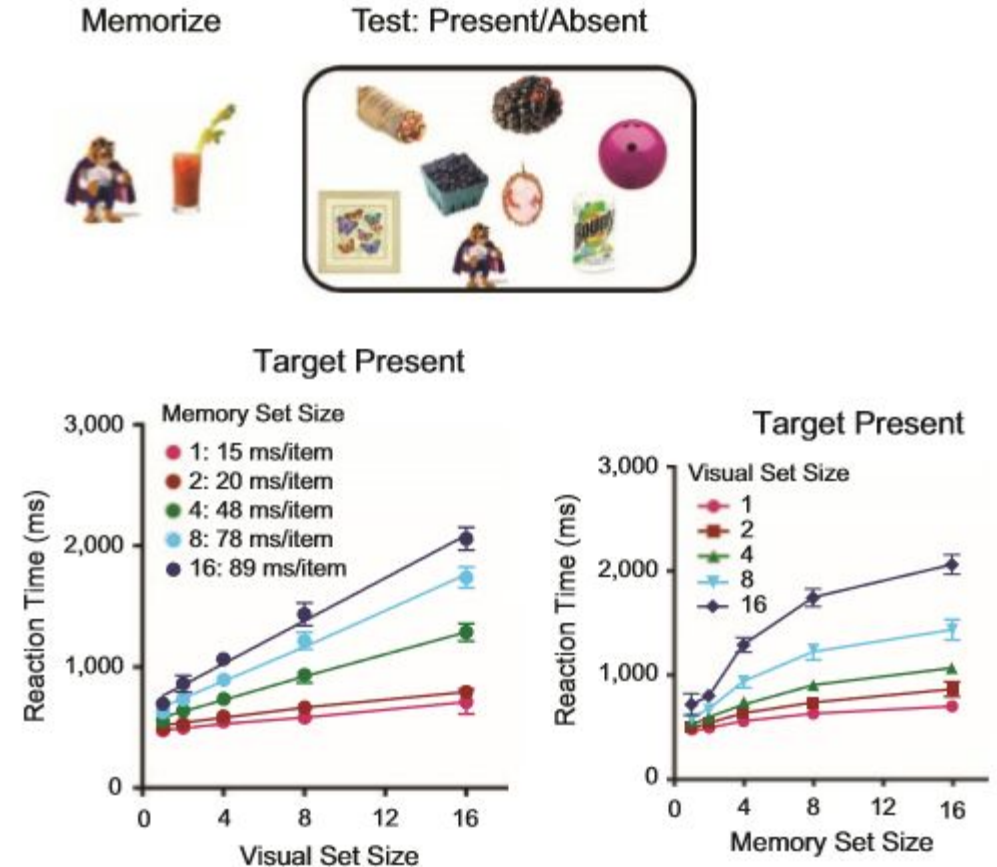 Memorize
Test: Present/Absent
BOUNTY
Target Present
Memory Set Size
1: 15 ms/item
2: 20 ms/item
4: 48 ms/item
8: 78 ms/item
16: 89 ms/item
3,000
2,000
1,000
0
Reaction Time (ms)
0 4 8 12 16
Visual Set Size
Target Present
Visual Set Size
1
2
4
8
16
3,000
2,000
1,000
0
Reaction Time (ms)
0 4 8 12 16
Memory Set Size